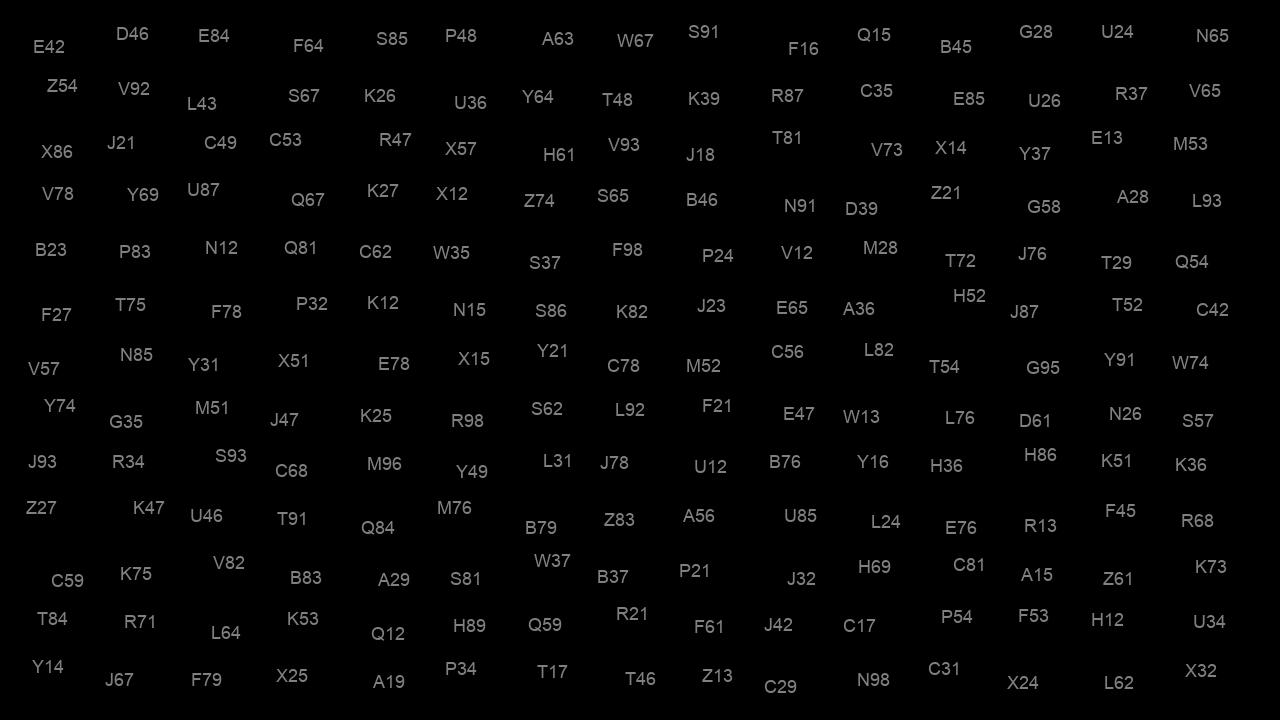 E42 D46 E84 F64 S85 P48 A63 W67 S91 F16 Q15 B45 G28 U24 N65
Z54 V92 L43 S67 K26 U36 Y64 T48 K39 R87 C35 E85 U26 R37 V65
X86 J21 C49 C53 R47 X57 H61 V93 J18 T81 V73 X14 Y37 E13 M53
V78 Y69 U87 Q67 K27 X12 Z74 S65 B46 N91 D39 Z21 G58 A28 L93
B23 P83 N12 Q81 C62 W35 S37 F98 P24 V12 M28 T72 J76 T29 Q54
F27 T75 F78 P32 K12 N15 S86 K82 J23 E65 A36 H52 J87 T52 C42
V57 N85 Y31 X51 E78 X15 Y21 C78 M52 C56 L82 T54 G95 Y91 W74
Y74 G35 M51 J47 K25 R98 S62 L92 F21 E47 W13 L76 D61 N26 S57
J93 R34 S93 C68 M96 Y49 L31 J78 U12 B76 Y16 H36 H86 K51 K36
Z27 K47 U46 T91 Q84 M76 B79 Z83 A56 U85 L24 E76 R13 F45 R68
C59 K75 V82 B83 A29 S81 W37 B37 P21 J32 H69 C81 A15 Z61 K73
T84 R71 L64 K53 Q12 H89 Q59 R21 F61 J42 C17 P54 F53 H12 U34
Y14 J67 F79 X25 A19 P34 T17 T46 Z13 C29 N98 C31 X24 L62 X32